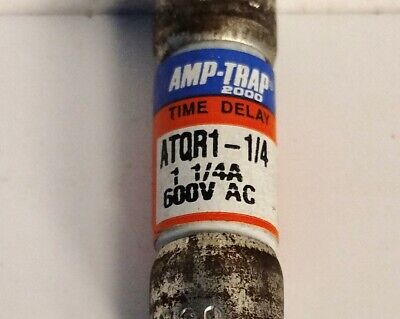 AMP-TRAP®
2000
TIME DELAY
ATQR1-1/4
1 1/4A
600V AC